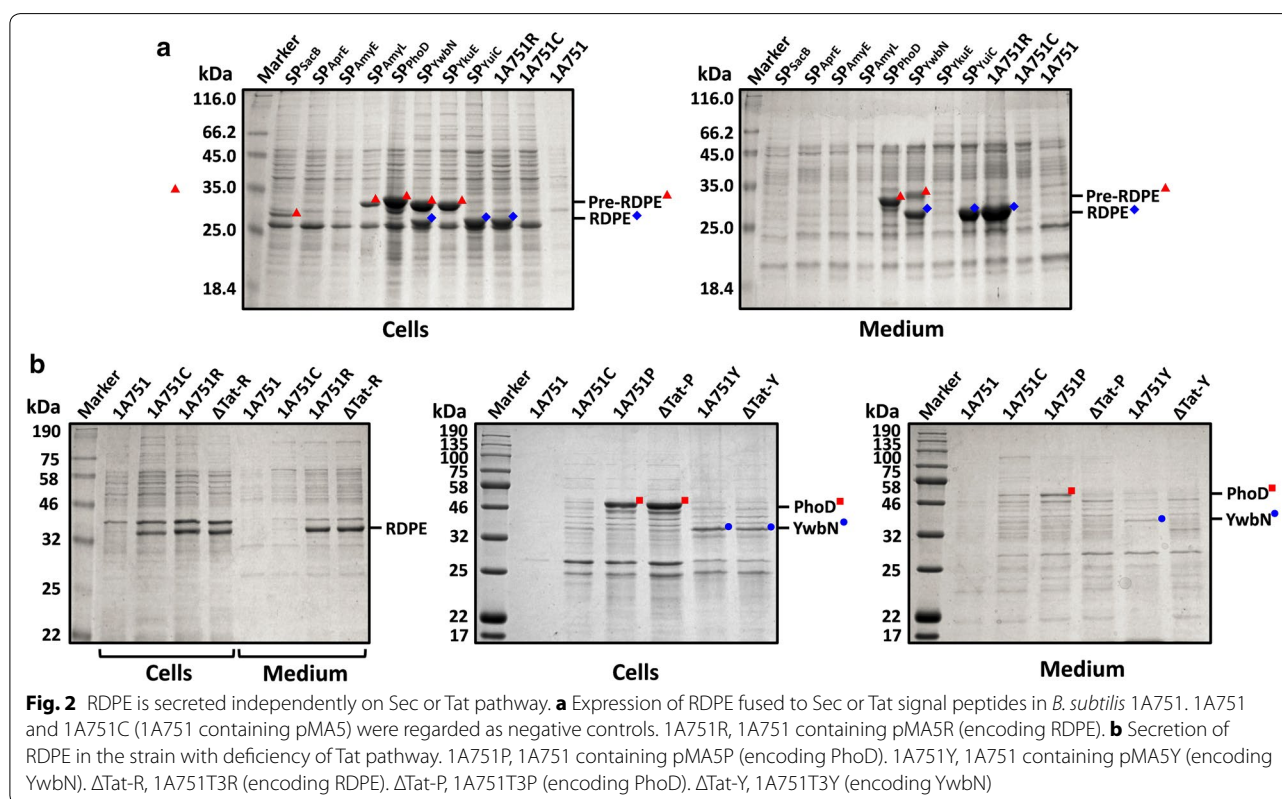 a
kDa
Marker
SPSacB
SPAprE
SPAmyE
SPAmyL
SPPhoD
SPYwbN
SPYkuE
SPYuiC
1A751R
1A751C
1A751
116.0
66.2
45.0
35.0
25.0
18.4
Pre-RDPE
RDPE
Cells
kDa
Marker
SPSacB
SPAprE
SPAmyE
SPAmyL
SPPhoD
SPYwbN
SPYkuE
SPYuiC
1A751R
1A751C
1A751
116.0
66.2
45.0
35.0
25.0
18.4
Pre-RDPE
RDPE
Medium
b
kDa
Marker
1A751
1A751C
1A751R
ΔTat-R
1A751
1A751C
1A751R
ΔTat-R
190
75
58
46
32
25
22
RDPE
Cells
Medium
kDa
Marker
1A751
1A751C
1A751P
ΔTat-P
1A751Y
ΔTat-Y
190
135
100
75
58
46
32
25
22
17
PhoD
YwbN
Cells
kDa
Marker
1A751
1A751C
1A751P
ΔTat-P
1A751Y
ΔTat-Y
190
135
100
75
58
46
32
25
22
17
PhoD
YwbN
Medium
Fig. 2 RDPE is secreted independently on Sec or Tat pathway. a Expression of RDPE fused to Sec or Tat signal peptides in B. subtilis 1A751. 1A751
and 1A751C (1A751 containing pMA5) were regarded as negative controls. 1A751R, 1A751 containing pMA5R (encoding RDPE). b Secretion of
RDPE in the strain with deficiency of Tat pathway. 1A751P, 1A751 containing pMA5P (encoding PhoD). 1A751Y, 1A751 containing pMA5Y (encoding
YwbN). ΔTat-R, 1A751T3R (encoding RDPE). ΔTat-P, 1A751T3P (encoding PhoD). ΔTat-Y, 1A751T3Y (encoding YwbN)